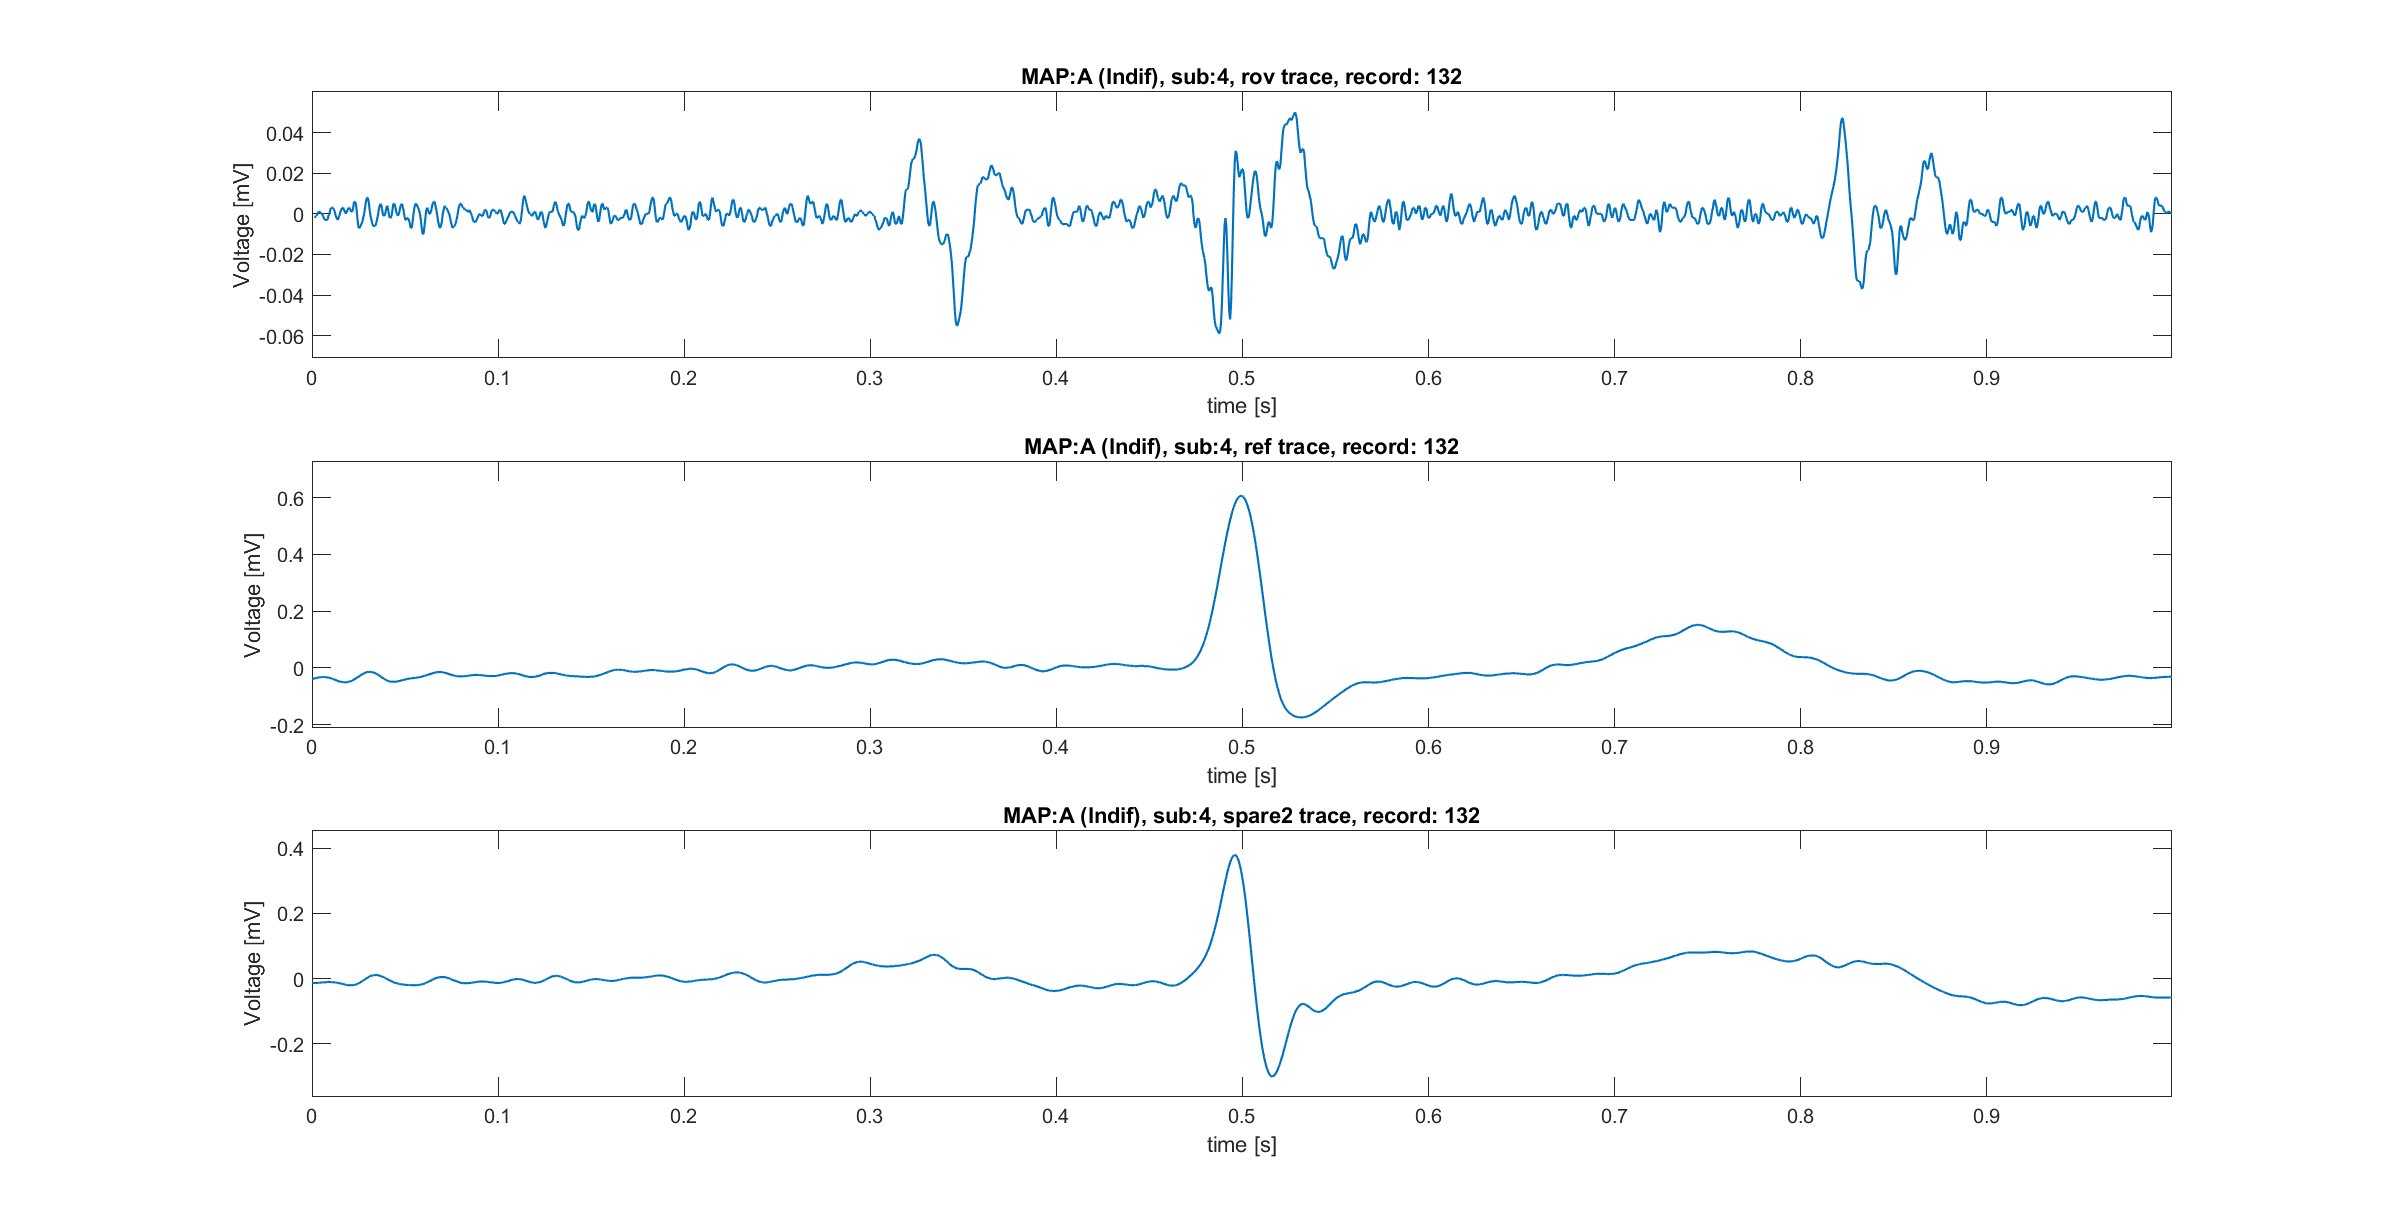 MAP:A (Indif), sub:4, rov trace, record: 132
Voltage [mV]
0.04
0.02
0
-0.02
-0.04
-0.06
0 0.1 0.2 0.3 0.4 0.5 0.6 0.7 0.8 0.9
time [s]
MAP:A (Indif), sub:4, ref trace, record: 132
Voltage [mV]
0.6
0.4
0.2
0
-0.2
0 0.1 0.2 0.3 0.4 0.5 0.6 0.7 0.8 0.9
time [s]
MAP:A (Indif), sub:4, spare2 trace, record: 132
Voltage [mV]
0.4
0.2
0
-0.2
0 0.1 0.2 0.3 0.4 0.5 0.6 0.7 0.8 0.9
time [s]